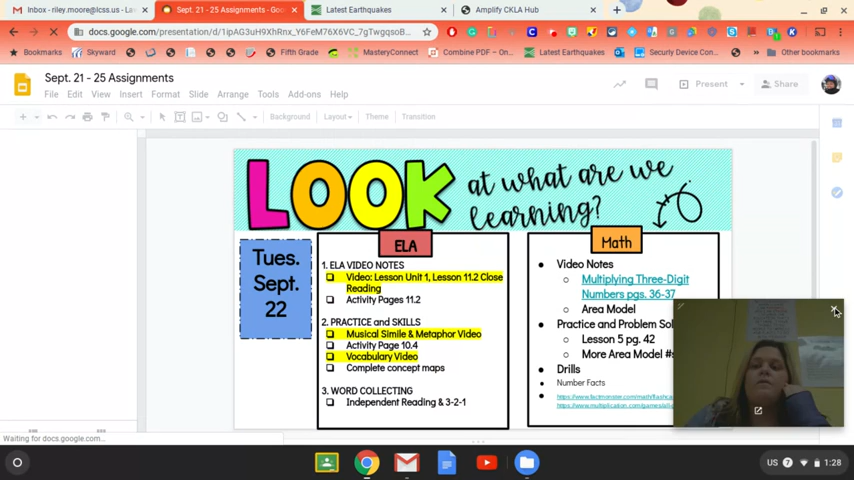 Inbox - riley.moore@lcss.us - La
Sept. 21 - 25 Assignments - Goo
Latest Earthquakes
Amplify CKLA Hub
docs.google.com/presentation/d/1ipAG3uH9XhRnx_Y6FeM76X6VC_7gTwgqsoB...
Bookmarks
Skyward
Fifth Grade
MasteryConnect
Combine PDF - Onli...
Latest Earthquakes
Securly Device Con...
Other bookmarks
Sept. 21 - 25 Assignments
File Edit View Insert Format Slide Arrange Tools Add-ons Help
Present
Share
Background Layout Theme Transition
LOOK at what are we
learning?
Tues.
Sept.
22
ELA
1. ELA VIDEO NOTES
Video: Lesson Unit 1, Lesson 11.2 Close
Reading
Activity Pages 11.2
2. PRACTICE and SKILLS
Musical Simile & Metaphor Video
Activity Page 10.4
Vocabulary Video
Complete concept maps
3. WORD COLLECTING
Independent Reading & 3-2-1
Math
Video Notes
Multiplying Three-Digit
Numbers pgs. 36-37
Area Model
Practice and Problem Sol
Lesson 5 pg. 42
More Area Model #s
Drills
Number Facts
Waiting for docs.google.com...
US
1:28